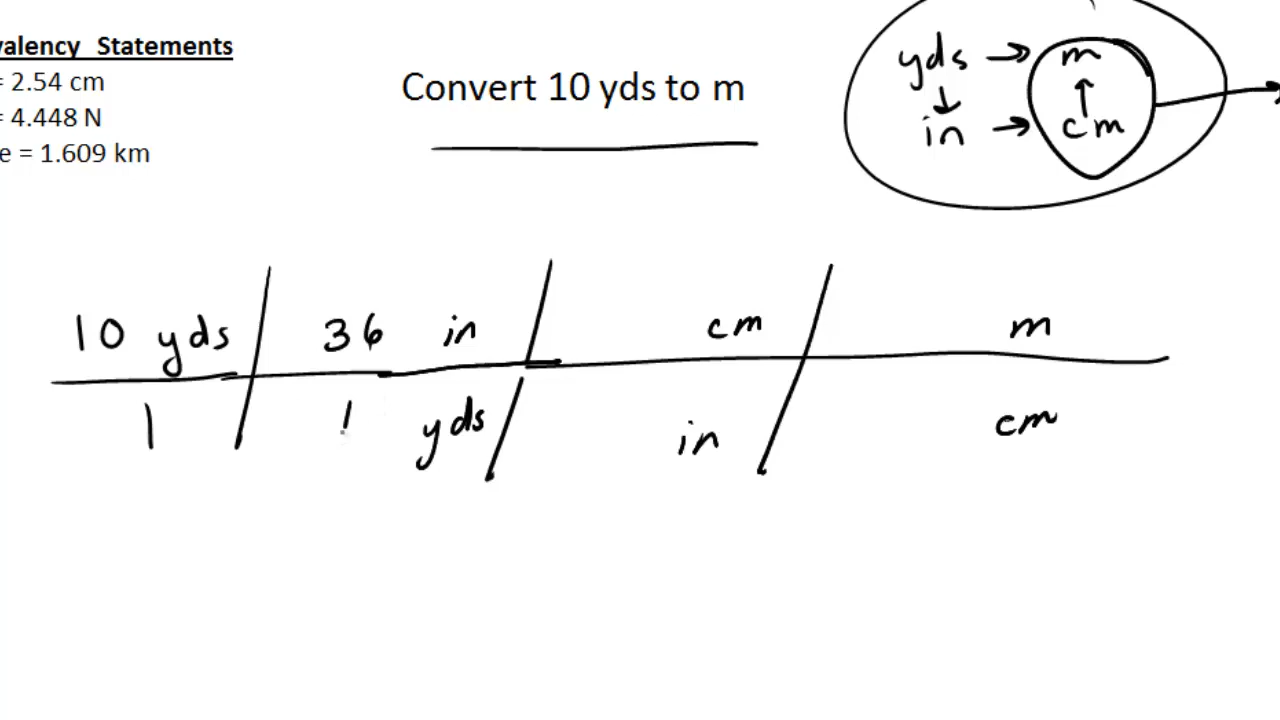 valency Statements
= 2.54 cm
= 4.448 N
e = 1.609 km
Convert 10 yds to m
yds → m
↓ ↑
in → cm
10 yds 36 in cm m
1 1 yds in cm